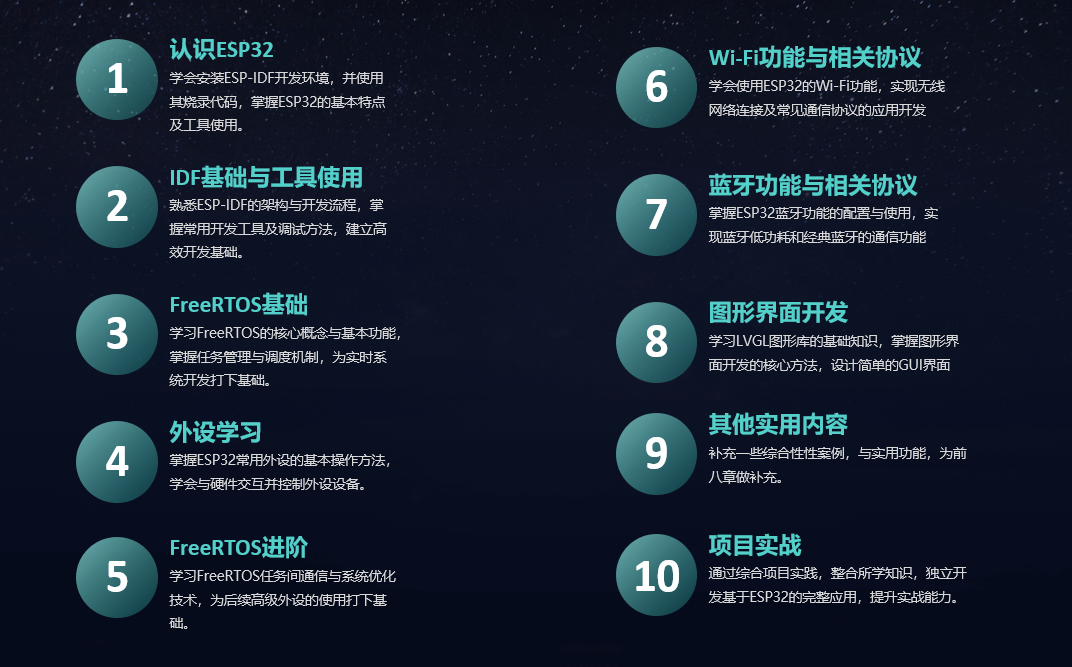 1
认识ESP32
学会安装ESP-IDF开发环境，并使用
其烧录代码，掌握ESP32的基本特点
及工具使用。
2
IDF基础与工具使用
熟悉ESP-IDF的架构与开发流程，掌
握常用开发工具及调试方法，建立高
效开发基础。
3
FreeRTOS基础
学习FreeRTOS的核心概念与基本功能，
掌握任务管理与调度机制，为实时系
统开发打下基础。
4
外设学习
掌握ESP32常用外设的基本操作方法，
学会与硬件交互并控制外设设备。
5
FreeRTOS进阶
学习FreeRTOS任务间通信与系统优化
技术，为后续高级外设的使用打下基
础。
6
Wi-Fi功能与相关协议
学会使用ESP32的Wi-Fi功能，实现无线
网络连接及常见通信协议的应用开发
7
蓝牙功能与相关协议
掌握ESP32蓝牙功能的配置与使用，实
现蓝牙低功耗和经典蓝牙的通信功能
8
图形界面开发
学习LVGL图形库的基础知识，掌握图形界
面开发的核心方法，设计简单的GUI界面
9
其他实用内容
补充一些综合性性案例，与实用功能，为前
八章做补充。
10
项目实战
通过综合项目实践，整合所学知识，独立开
发基于ESP32的完整应用，提升实战能力。